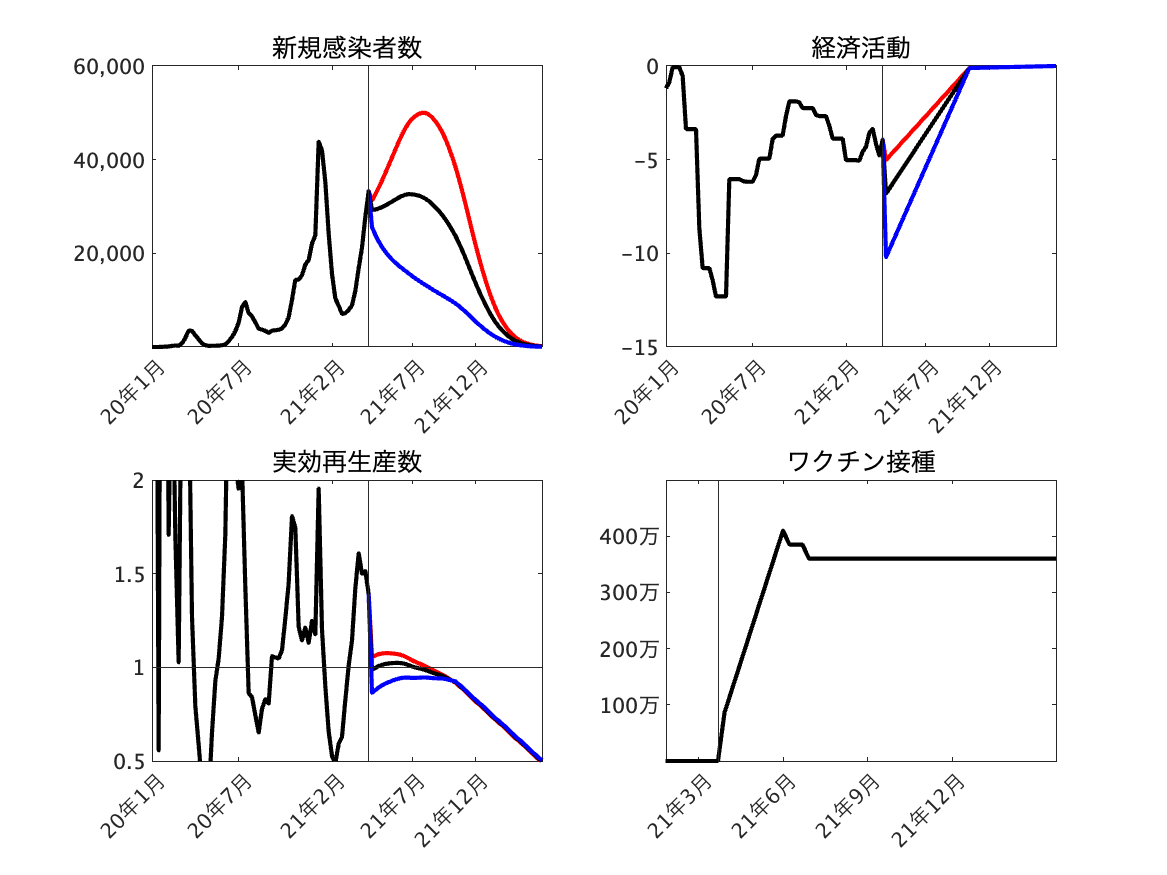 新規感染者数
60,000
40,000
20,000
20年1月
20年7月
21年2月
21年7月
21年12月
経済活動
0
-5
-10
-15
20年1月
20年7月
21年2月
21年7月
21年12月
実効再生産数
2
1.5
1
0.5
20年1月
20年7月
21年2月
21年7月
21年12月
ワクチン接種
400万
300万
200万
100万
21年3月
21年6月
21年9月
21年12月